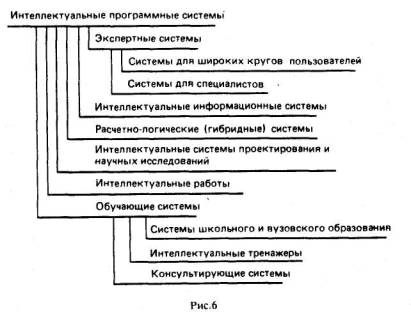 Интеллектуальные программные системы
Экспертные системы
Системы для широких кругов пользователей
Системы для специалистов
Интеллектуальные информационные системы
Расчетно-логические (гибридные) системы
Интеллектуальные системы проектирования и
научных исследований
Интеллектуальные работы
Обучающие системы
Системы школьного и вузовского образования
Интеллектуальные тренажеры
Консультирующие системы
Рис.6